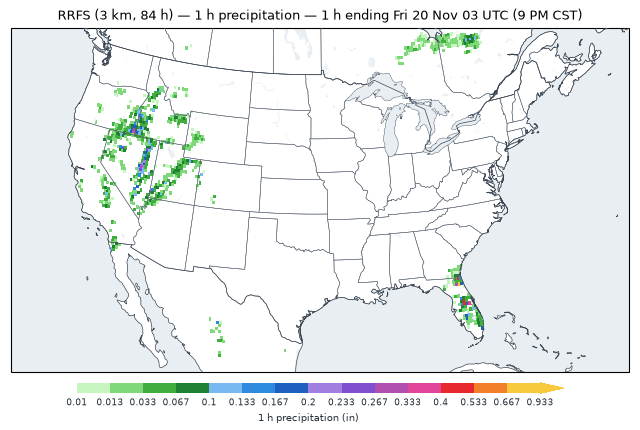 RRFS (3 km, 84 h) — 1 h precipitation — 1 h ending Fri 20 Nov 03 UTC (9 PM CST)
0.01 0.013 0.033 0.067 0.1 0.133 0.167 0.2 0.233 0.267 0.333 0.4 0.533 0.667 0.933
1 h precipitation (in)